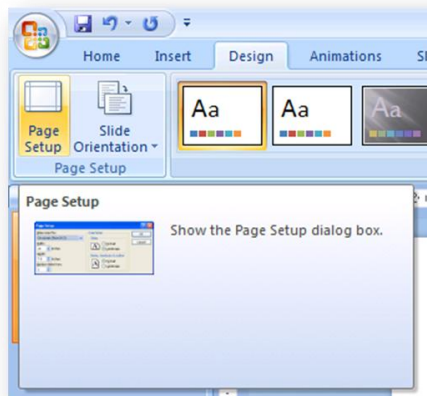 Home Insert Design Animations Sl
Aa Aa Aa
Page Setup
Slide Orientation
Page Setup
Page Setup
Show the Page Setup dialog box.